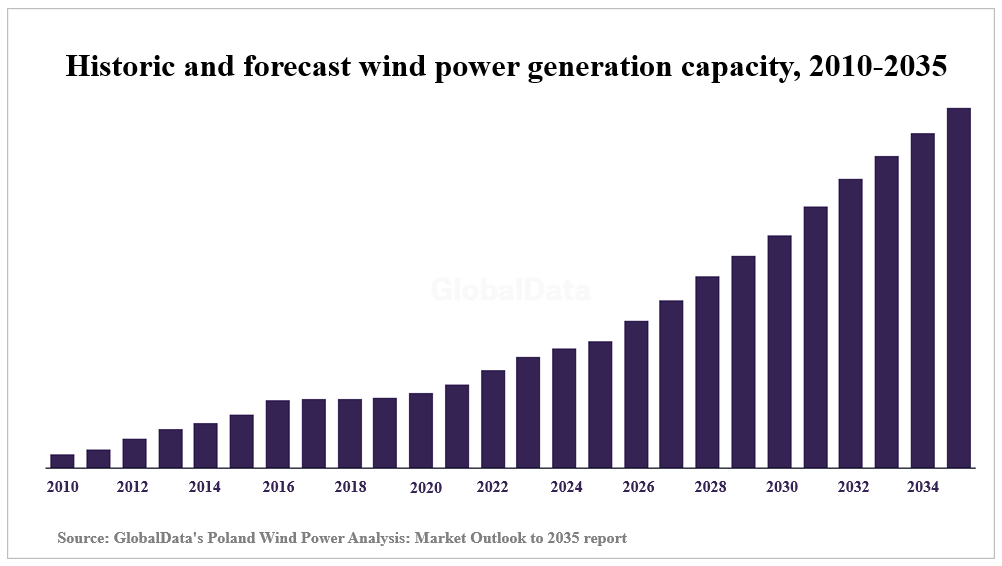 Historic and forecast wind power generation capacity, 2010-2035
GlobalData
2010 2012 2014 2016 2018 2020 2022 2024 2026 2028 2030 2032 2034
Source: GlobalData's Poland Wind Power Analysis: Market Outlook to 2035 report